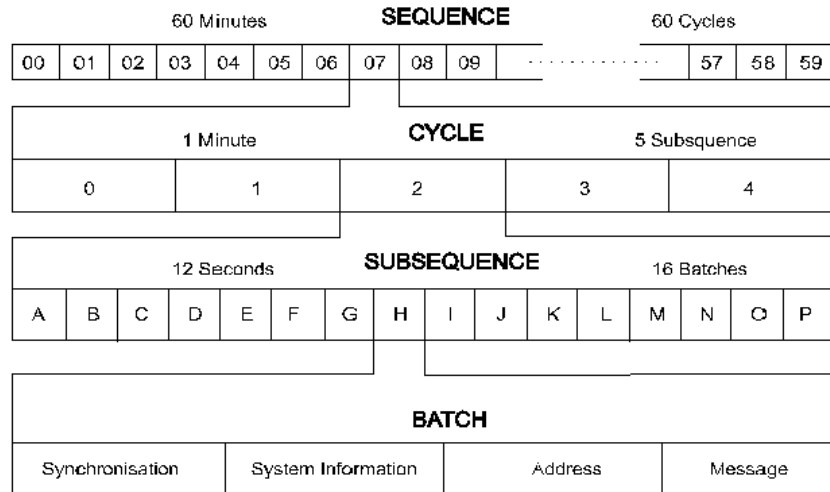 60 Minutes SEQUENCE 60 Cycles
00 01 02 03 04 05 06 07 08 09 57 58 59
1 Minute CYCLE 5 Subsquence
0 1 2 3 4
12 Seconds SUBSEQUENCE 16 Batches
A B C D E F G H I J K L M N O P
BATCH
Synchronisation System Information Address Message